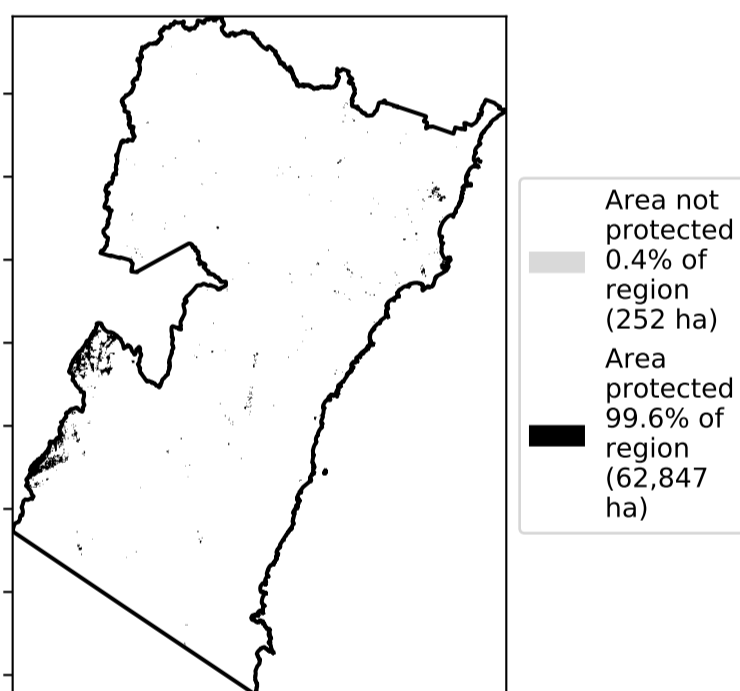 Area not
protected
0.4% of
region
(252 ha)
Area
protected
99.6% of
region
(62,847
ha)